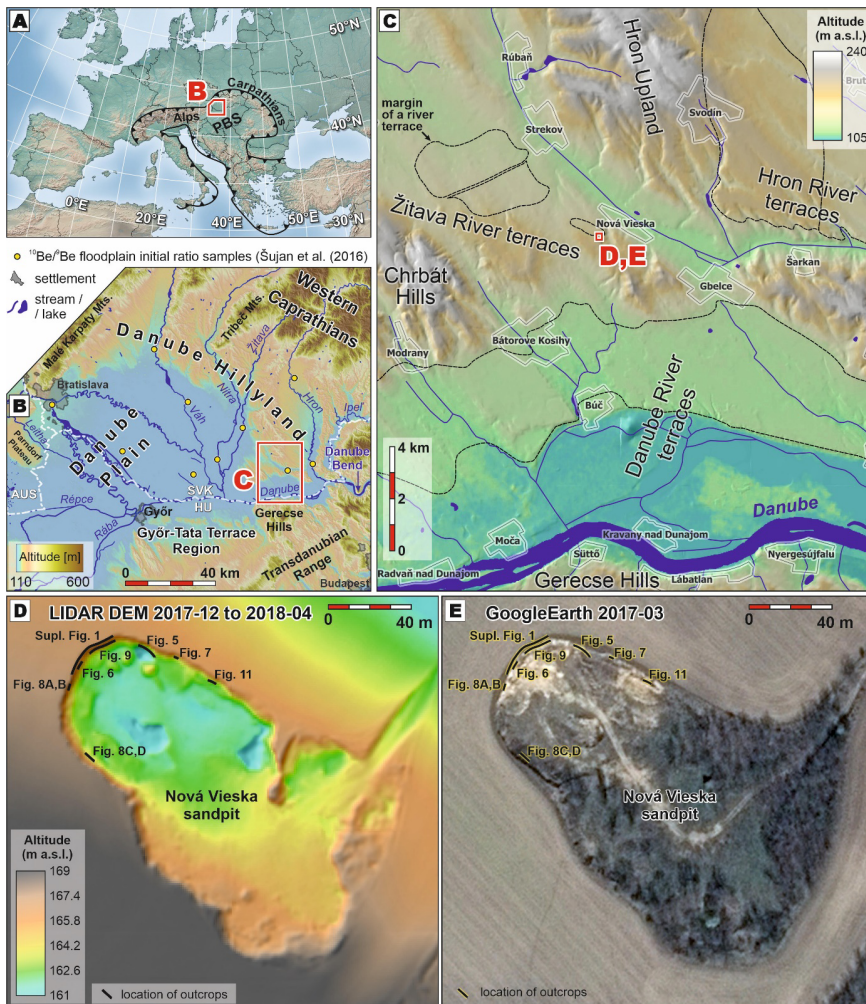 A
50°N
B
Carpathians
Alps
PBS
40°N
0°E
20°E
40°E
50°E
30°N
¹⁰Be/⁹Be floodplain initial ratio samples (Šujan et al. (2016)
settlement
stream /
/ lake
B
Malé Karpaty Mts.
Tribeč Mts.
Western
Caprathians
Danube Hillyland
Žitava
Bratislava
Nitra
Váh
Hron
Ipeľ
Danube
Plain
Leitha
Parndorf
Plateau
Danube
Bend
C
AUS
SVK
HU
Danube
Répce
Rába
Győr
Gerecse
Hills
Győr-Tata Terrace
Region
Transdanubian
Range
Altitude [m]
110
600
0
40 km
Budapest
C
Altitude
(m a.s.l.)
240
105
Rúbaň
Hron Upland
Brut
Svodín
Strekov
margin
of a river
terrace
Hron River
terraces
Žitava River terraces
Nová Vieska
D,E
Šarkan
Chrbát
Hills
Gbelce
Modrany
Bátorove Kosihy
Búč
Danube River
terraces
4 km
2
0
Danube
Moča
Kravany nad Dunajom
Süttő
Nyergesújfalu
Radvaň nad Dunajom
Lábatlan
Gerecse Hills
D
LIDAR DEM 2017-12 to 2018-04
0
40 m
Supl. Fig. 1
Fig. 5
Fig. 9
Fig. 7
Fig. 6
Fig. 11
Fig. 8A,B
Fig. 8C,D
Nová Vieska
sandpit
Altitude
(m a.s.l.)
169
167.4
165.8
164.2
162.6
161
location of outcrops
E
GoogleEarth 2017-03
0
40 m
Supl. Fig. 1
Fig. 5
Fig. 9
Fig. 7
Fig. 6
Fig. 11
Fig. 8A,B
Fig. 8C,D
Nová Vieska
sandpit
location of outcrops